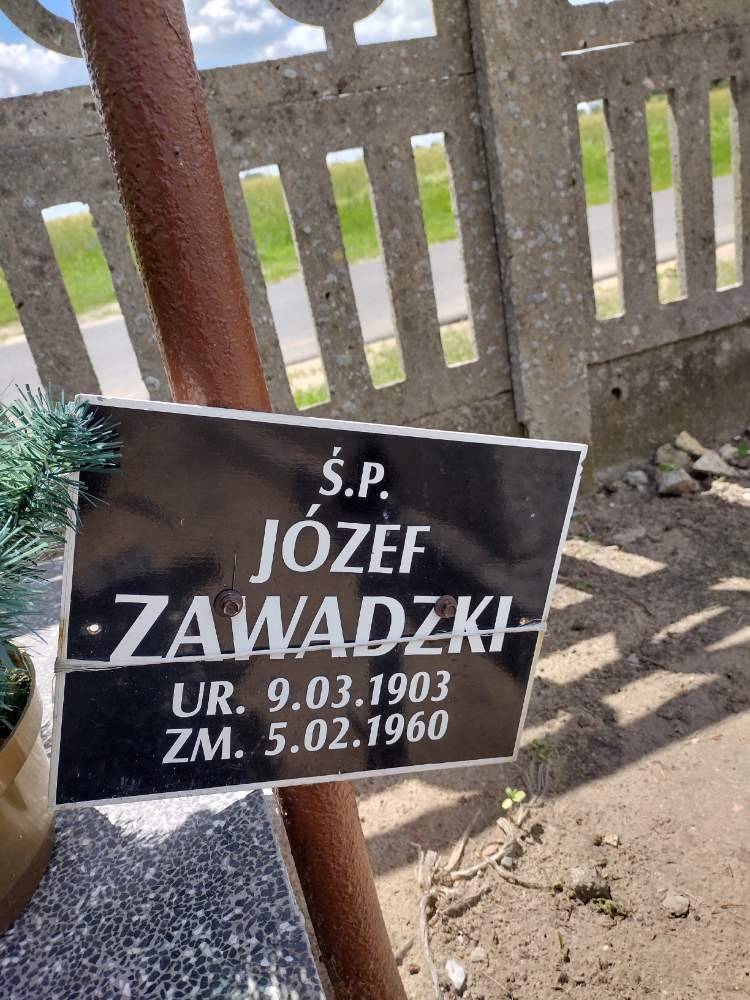 Ś.P.
JÓZEF
ZAWADZKI
UR. 9.03.1903
ZM. 5.02.1960